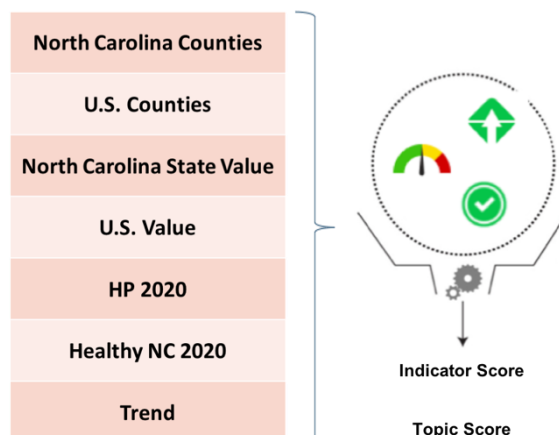 North Carolina Counties
U.S. Counties
North Carolina State Value
U.S. Value
HP 2020
Healthy NC 2020
Trend
Indicator Score
Topic Score